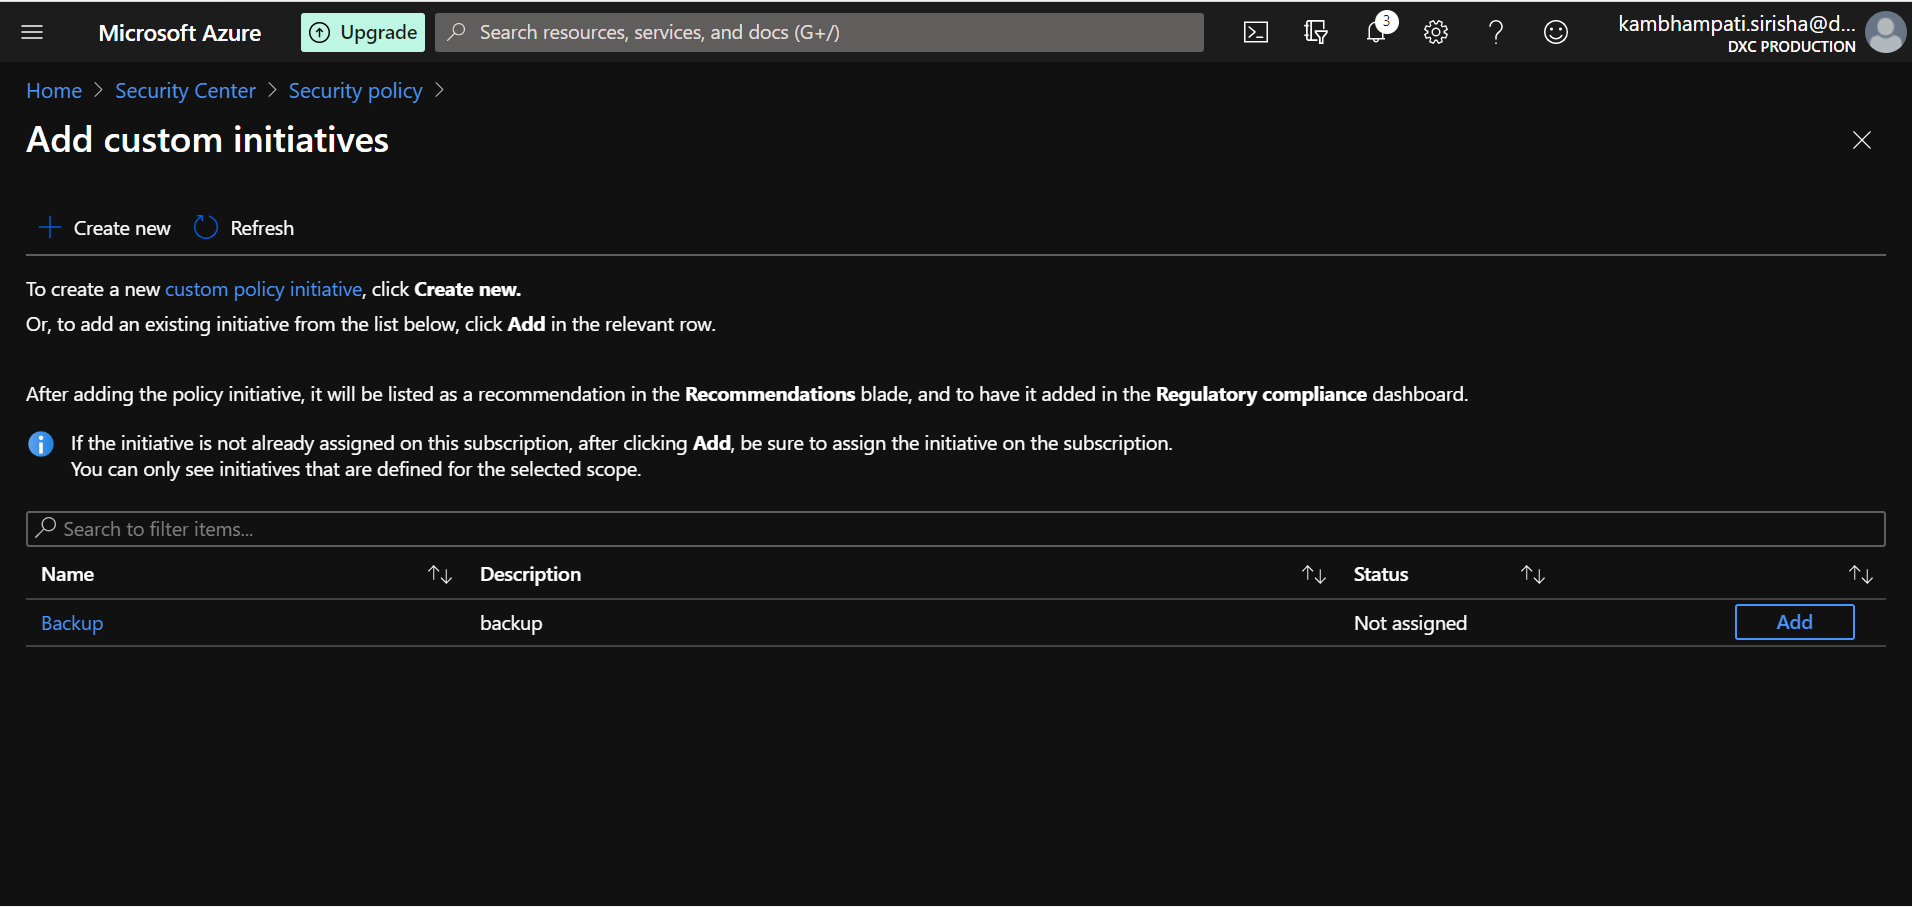 Microsoft Azure
Upgrade
Search resources, services, and docs (G+/)
3
kambhampati.sirisha@d...
DXC PRODUCTION
Home > Security Center > Security policy >
Add custom initiatives
Create new
Refresh
To create a new custom policy initiative, click Create new.
Or, to add an existing initiative from the list below, click Add in the relevant row.
After adding the policy initiative, it will be listed as a recommendation in the Recommendations blade, and to have it added in the Regulatory compliance dashboard.
If the initiative is not already assigned on this subscription, after clicking Add, be sure to assign the initiative on the subscription.
You can only see initiatives that are defined for the selected scope.
Search to filter items...
Name Description Status
Backup backup Not assigned Add